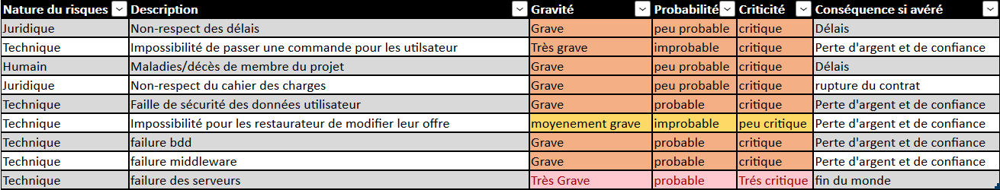 Nature du risques Description Gravité Probabilité Criticité Conséquence si avéré
Juridique Non-respect des délais Grave peu probable critique Délais
Technique Impossibilité de passer une commande pour les utilsateur Très grave improbable critique Perte d'argent et de confiance
Humain Maladies/décès de membre du projet Grave peu probable critique Délais
Juridique Non-respect du cahier des charges Grave peu probable critique rupture du contrat
Technique Faille de sécurité des données utilisateur Grave probable critique Perte d'argent et de confiance
Technique Impossibilité pour les restaurateur de modifier leur offre moyenement grave improbable peu critique Perte d'argent et de confiance
Technique failure bdd Grave probable critique Perte d'argent et de confiance
Technique failure middleware Grave probable critique Perte d'argent et de confiance
Technique failure des serveurs Très Grave probable Trés critique fin du monde